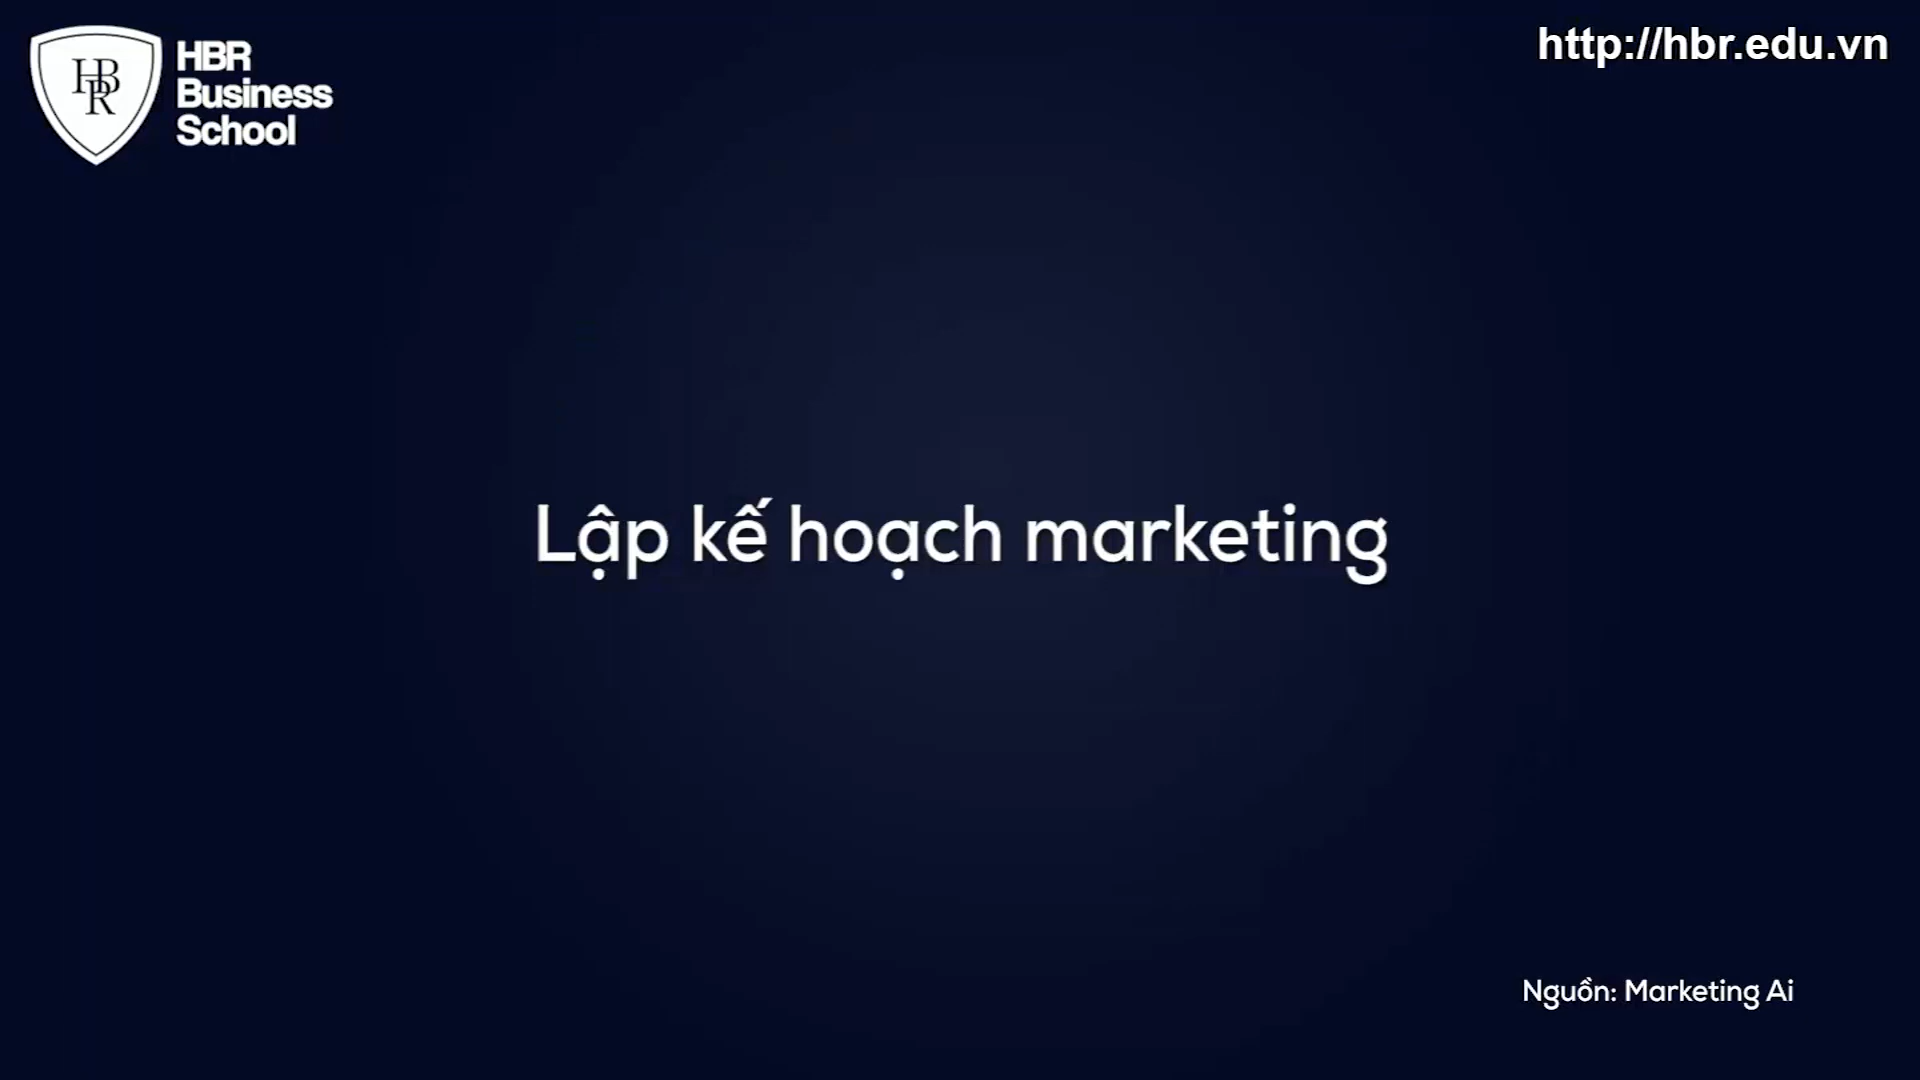 HBR
Business
School
http://hbr.edu.vn
Lập kế hoạch marketing
Nguồn: Marketing Ai